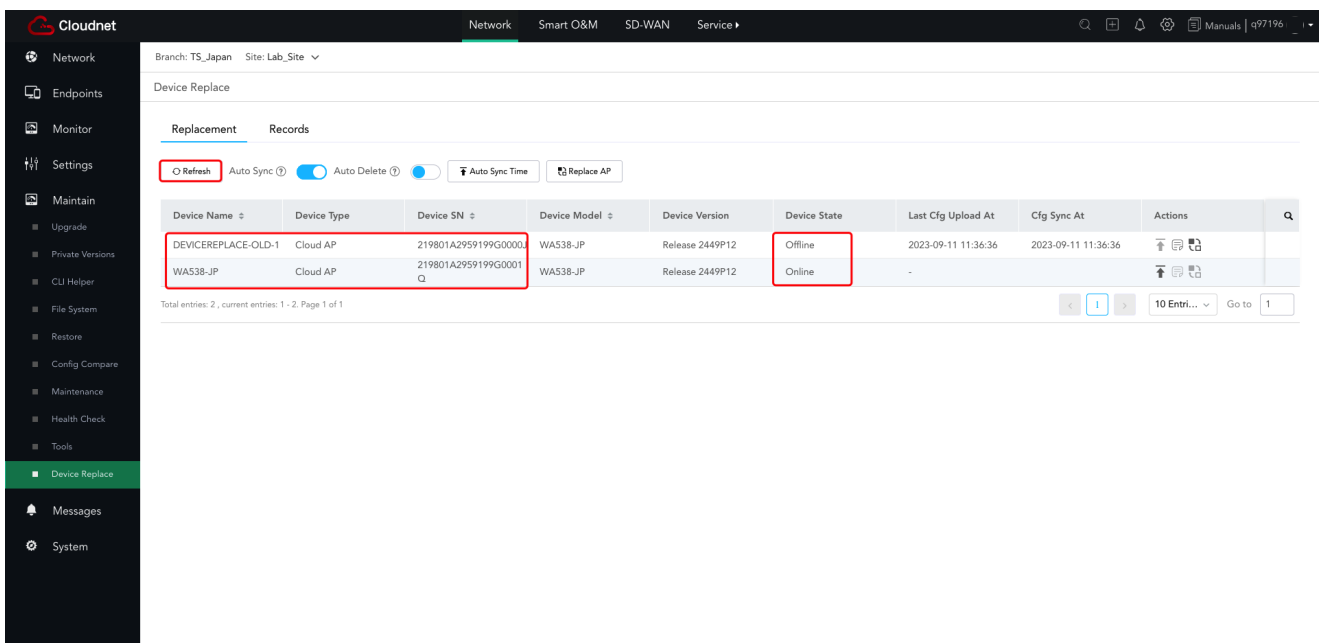 Cloudnet
Network Smart O&M SD-WAN Service
Manuals | q97196
Network
Endpoints
Monitor
Settings
Maintain
Upgrade
Private Versions
CLI Helper
File System
Restore
Config Compare
Maintenance
Health Check
Tools
Device Replace
Messages
System
Branch: TS_Japan Site: Lab_Site
Device Replace
Replacement Records
Refresh Auto Sync ? Auto Delete ? Auto Sync Time Replace AP
Device Name Device Type Device SN Device Model Device Version Device State Last Cfg Upload At Cfg Sync At Actions
DEVICEREPLACE-OLD-1 Cloud AP 219801A2959199G0000J WA538-JP Release 2449P12 Offline 2023-09-11 11:36:36 2023-09-11 11:36:36
WA538-JP Cloud AP 219801A2959199G0001
Q WA538-JP Release 2449P12 Online -
Total entries: 2 , current entries: 1 - 2. Page 1 of 1
< 1 > 10 Entri... Go to 1